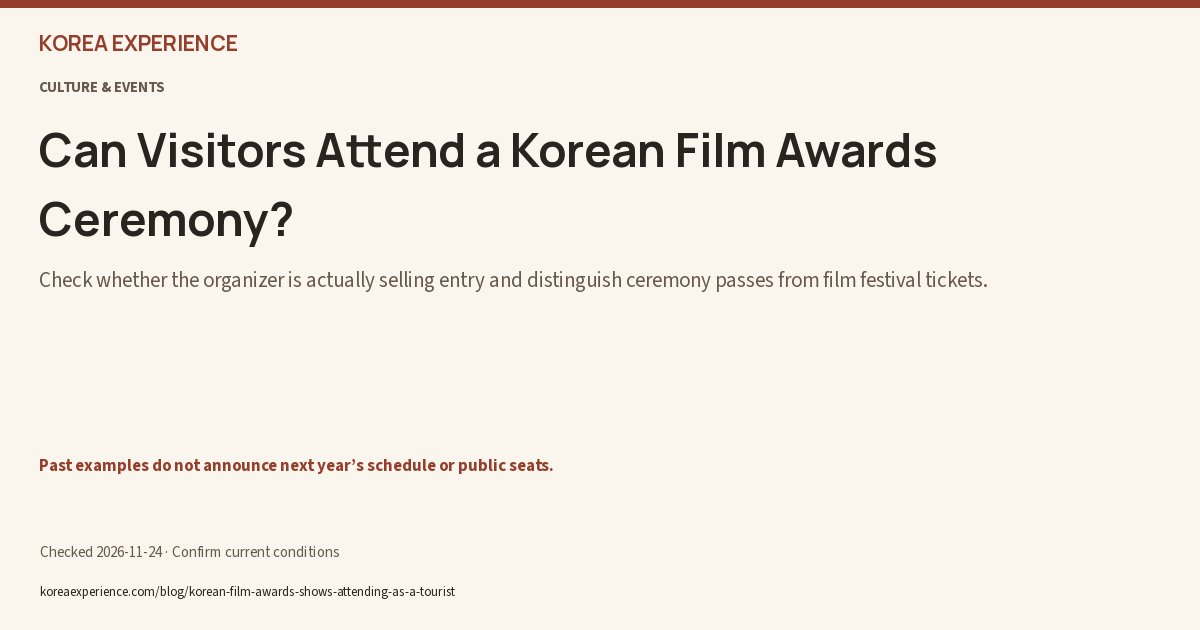 KOREA EXPERIENCE
CULTURE & EVENTS
Can Visitors Attend a Korean Film Awards
Ceremony?
Check whether the organizer is actually selling entry and distinguish ceremony passes from film festival tickets.
Past examples do not announce next year’s schedule or public seats.
Checked 2026-11-24 · Confirm current conditions
koreaexperience.com/blog/korean-film-awards-shows-attending-as-a-tourist